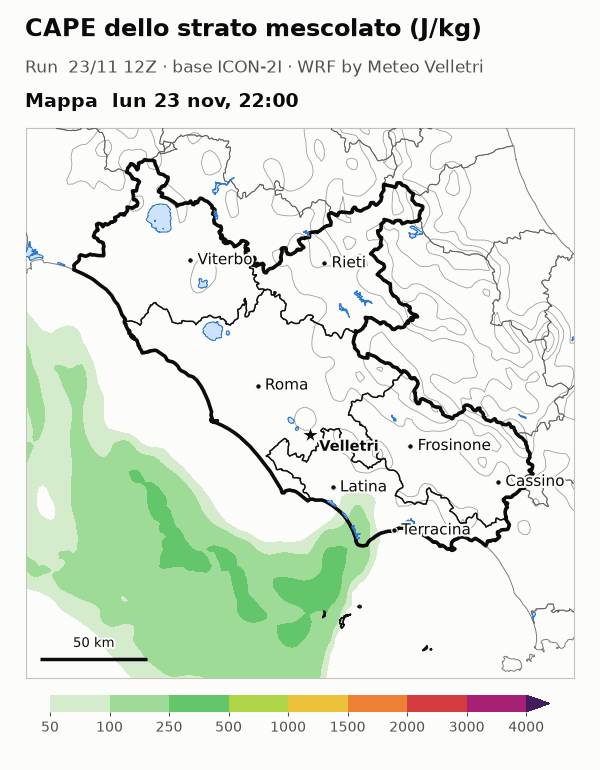 CAPE dello strato mescolato (J/kg)
Run  23/11 12Z · base ICON-2I · WRF by Meteo Velletri
Mappa  lun 23 nov, 22:00
Viterbo
Rieti
Roma
Velletri
Frosinone
Latina
Cassino
Terracina
50 km
50 100 250 500 1000 1500 2000 3000 4000